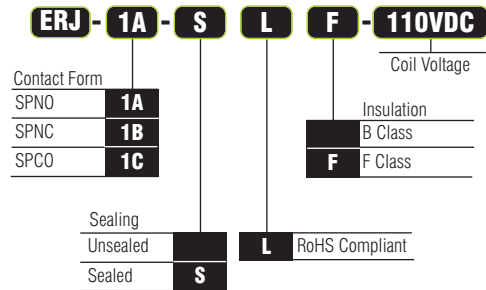 ERJ - 1A - S L F - 110VDC
Coil Voltage
Contact Form
SPNO 1A
SPNC 1B
SPCO 1C
Insulation
B Class
F F Class
Sealing
Unsealed
Sealed S
L RoHS Compliant